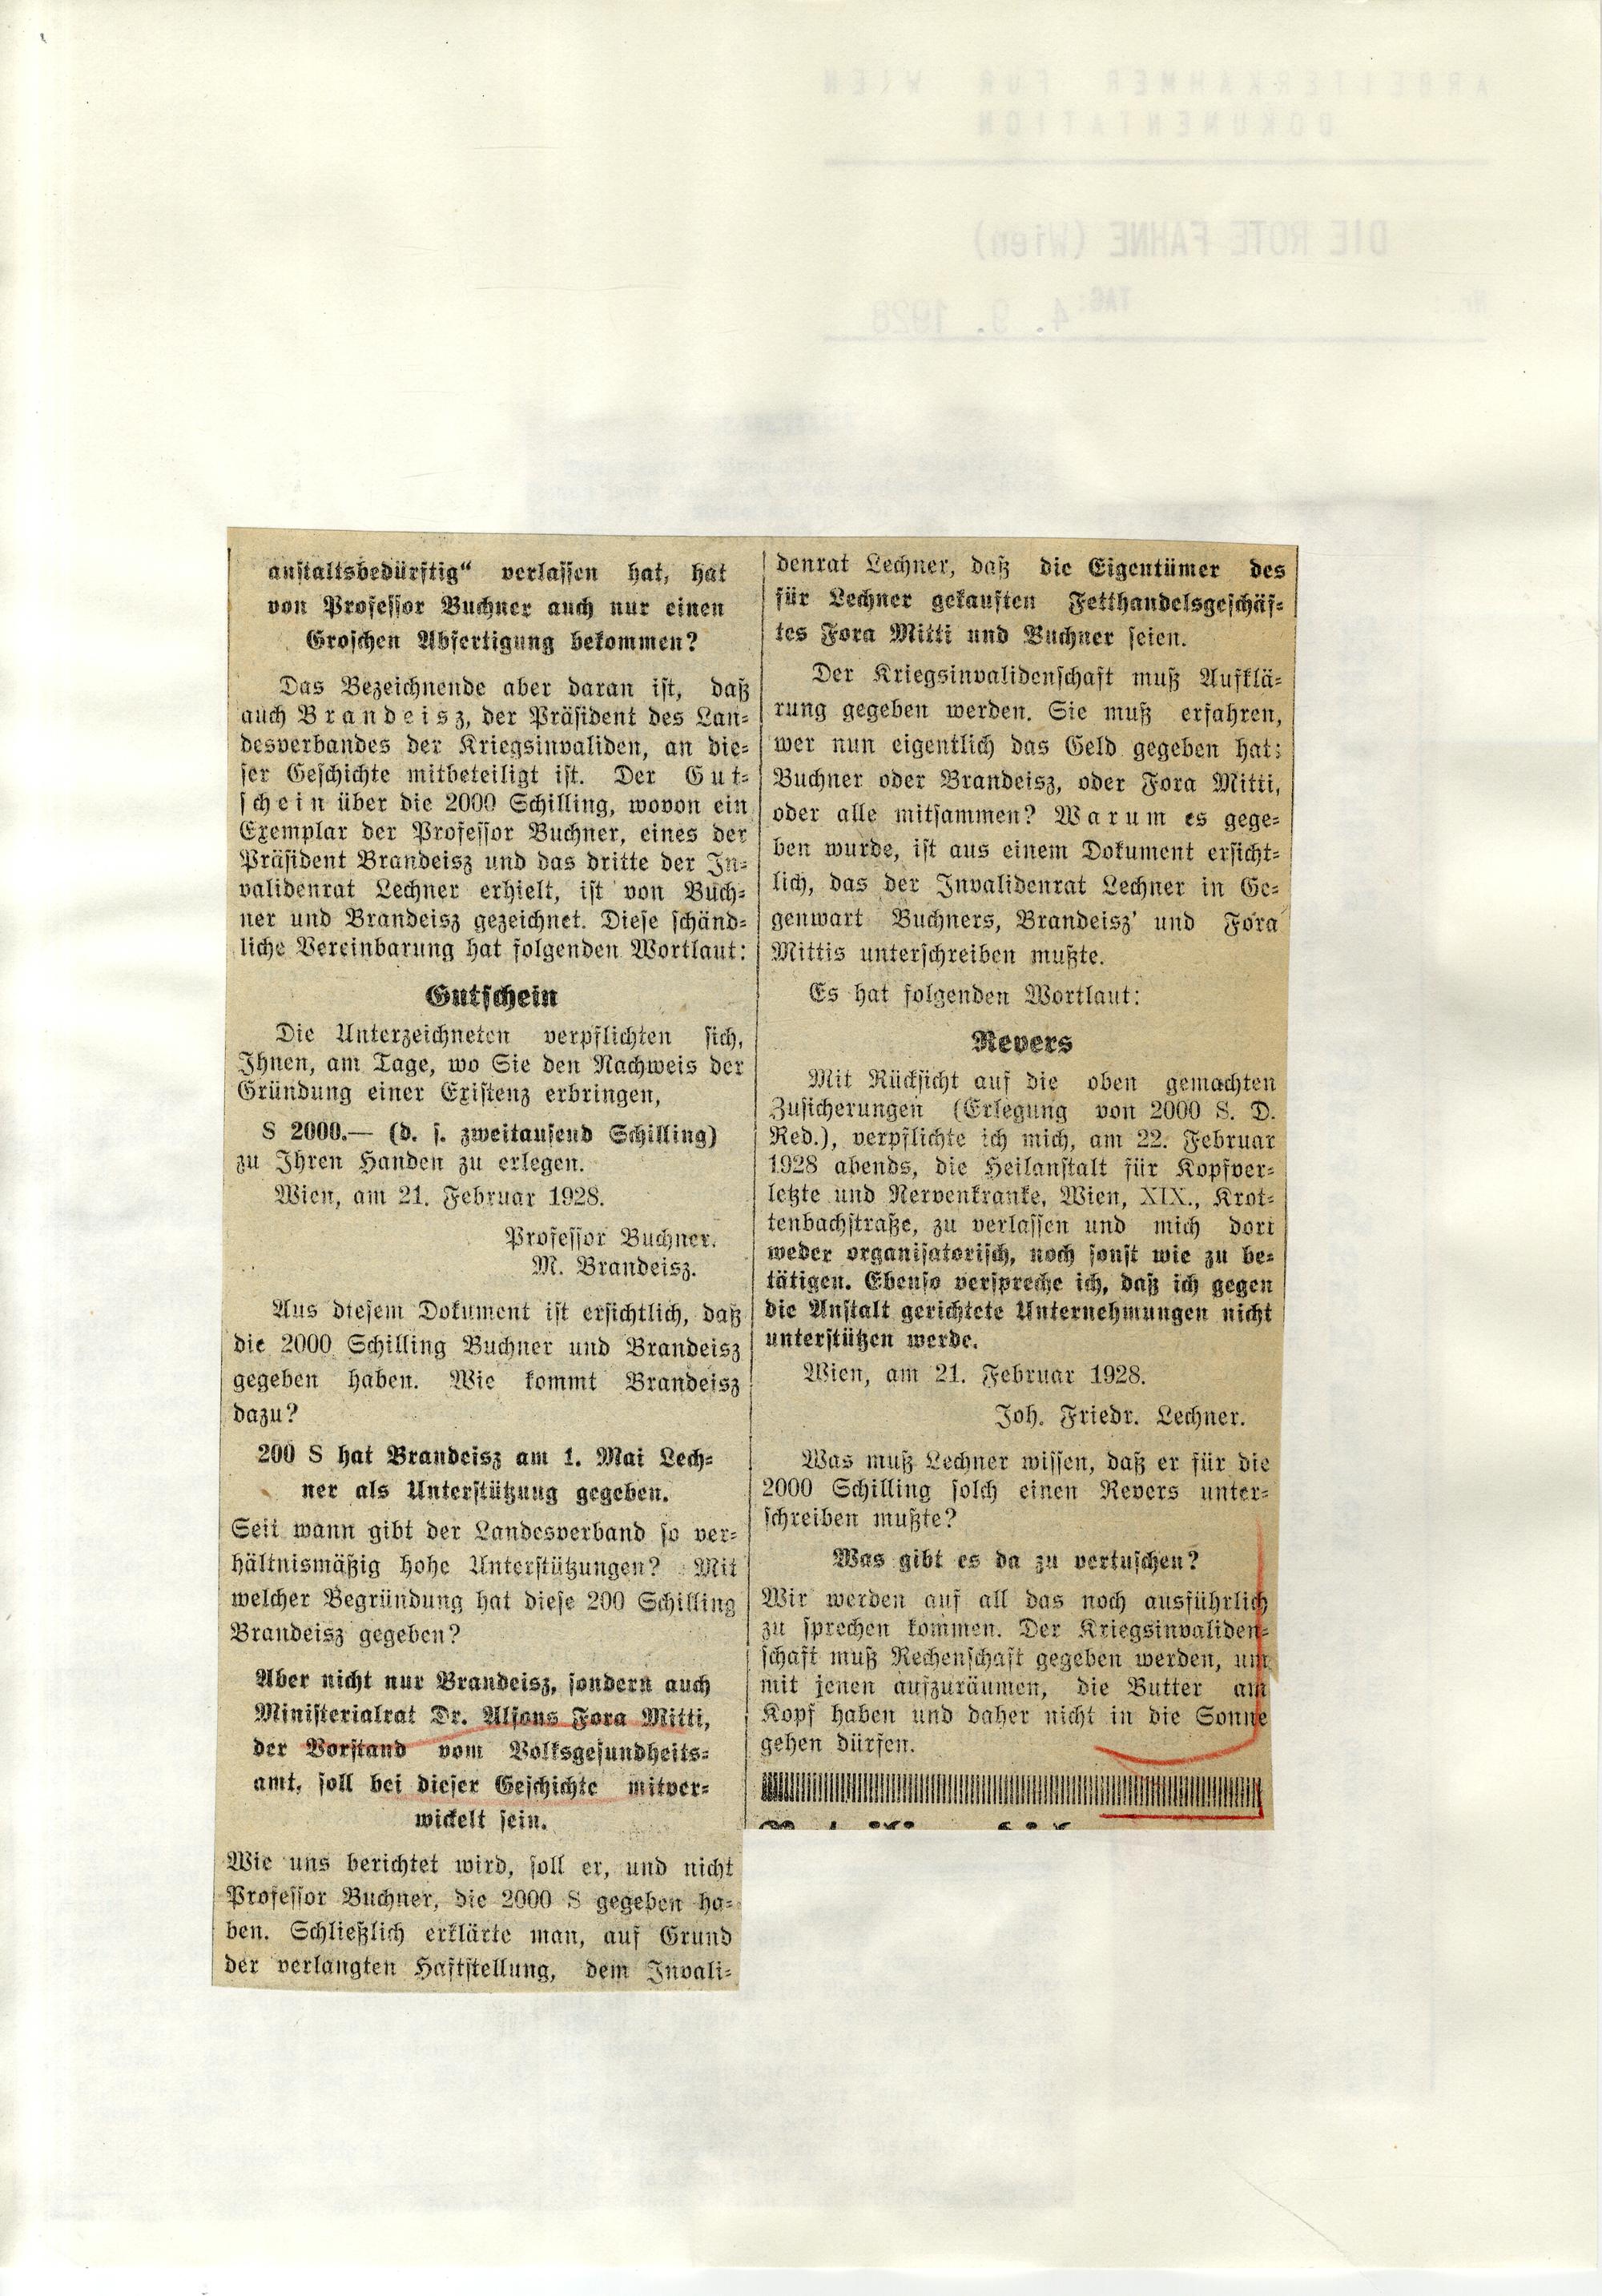 ARBEITERKAMMER FÜR WIEN
DOKUMENTATION
DIE ROTE FAHNE (Wien)
Nr. TAG: 4. 9. 1928
anstaltsbedürftig“ verlassen hat, hat
von Professor Buchner auch nur einen
Groschen Abfertigung bekommen?
Das Bezeichnende aber daran ist, daß
auch Brandeisz, der Präsident des Lan-
desverbandes der Kriegsinvaliden, an die-
ser Geschichte mitbeteiligt ist. Der Gut-
schein über die 2000 Schilling, wovon ein
Exemplar der Professor Buchner, eines der
Präsident Brandeisz und das dritte der In-
validenrat Lechner erhielt, ist von Buch-
ner und Brandeisz gezeichnet. Diese schänd-
liche Vereinbarung hat folgenden Wortlaut:
Gutschein
Die Unterzeichneten verpflichten sich,
Ihnen, am Tage, wo Sie den Nachweis der
Gründung einer Existenz erbringen,
S 2000.— (d. s. zweitausend Schilling)
zu Ihren Handen zu erlegen.
Wien, am 21. Februar 1928.
Professor Buchner.
M. Brandeisz.
Aus diesem Dokument ist ersichtlich, daß
die 2000 Schilling Buchner und Brandeisz
gegeben haben. Wie kommt Brandeisz
dazu?
200 S hat Brandeisz am 1. Mai Lech-
ner als Unterstützung gegeben.
Seit wann gibt der Landesverband so ver-
hältnismäßig hohe Unterstützungen? Mit
welcher Begründung hat diese 200 Schilling
Brandeisz gegeben?
Aber nicht nur Brandeisz, sondern auch
Ministerialrat Dr. Alfons Fora Mitti,
der Vorstand vom Volksgesundheits-
amt, soll bei dieser Geschichte mitver-
wickelt sein.
Wie uns berichtet wird, soll er, und nicht
Professor Buchner, die 2000 S gegeben ha-
ben. Schließlich erklärte man, auf Grund
der verlangten Haftstellung, dem Invali-
denrat Lechner, daß die Eigentümer des
für Lechner gekauften Fetthandelsgeschäf-
tes Fora Mitti und Buchner seien.
Der Kriegsinvalidenschaft muß Aufklä-
rung gegeben werden. Sie muß erfahren,
wer nun eigentlich das Geld gegeben hat:
Buchner oder Brandeisz, oder Fora Mitti,
oder alle mitsammen? Warum es gege-
ben wurde, ist aus einem Dokument ersicht-
lich, das der Invalidenrat Lechner in Ge-
genwart Buchners, Brandeisz' und Fora
Mittis unterschreiben mußte.
Es hat folgenden Wortlaut:
Revers
Mit Rücksicht auf die oben gemachten
Zusicherungen (Erlegung von 2000 S. D.
Red.), verpflichte ich mich, am 22. Februar
1928 abends, die Heilanstalt für Kopfver-
letzte und Nervenkranke, Wien, XIX., Krot-
tenbachstraße, zu verlassen und mich dort
weder organisatorisch, noch sonst wie zu be-
tätigen. Ebenso verspreche ich, daß ich gegen
die Anstalt gerichtete Unternehmungen nicht
unterstützen werde.
Wien, am 21. Februar 1928.
Joh. Friedr. Lechner.
Was muß Lechner wissen, daß er für die
2000 Schilling solch einen Revers unter-
schreiben mußte?
Was gibt es da zu vertuschen?
Wir werden auf all das noch ausführlich
zu sprechen kommen. Der Kriegsinvaliden-
schaft muß Rechenschaft gegeben werden, um
mit jenen aufzuräumen, die Butter am
Kopf haben und daher nicht in die Sonne
gehen dürfen.